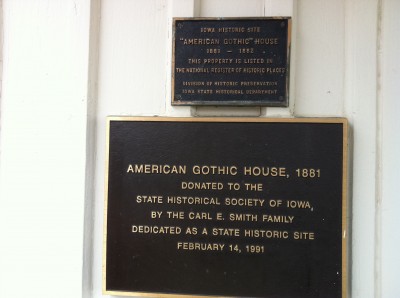 IOWA HISTORIC SITE
"AMERICAN GOTHIC" HOUSE
1881 — 1882
THIS PROPERTY IS LISTED ON
THE NATIONAL REGISTER OF HISTORIC PLACES
DIVISION OF HISTORIC PRESERVATION
IOWA STATE HISTORICAL DEPARTMENT
AMERICAN GOTHIC HOUSE, 1881
DONATED TO THE
STATE HISTORICAL SOCIETY OF IOWA,
BY THE CARL E. SMITH FAMILY
DEDICATED AS A STATE HISTORIC SITE
FEBRUARY 14, 1991